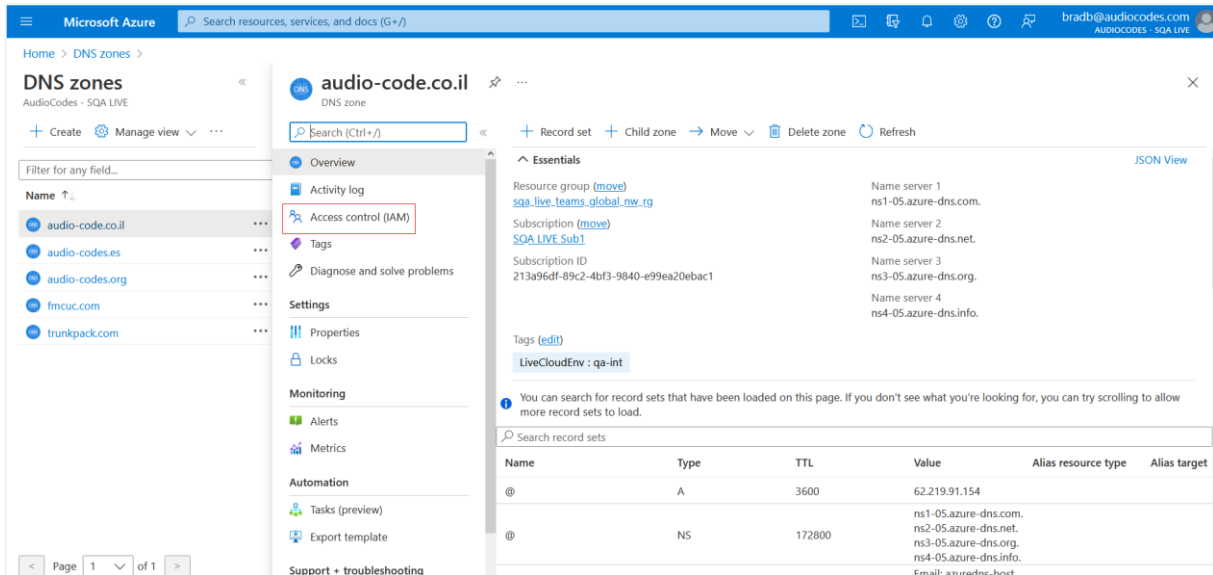 Microsoft Azure
Search resources, services, and docs (G+/)
bradb@audiocodes.com
AUDIOCODES - SQA LIVE
Home > DNS zones >
DNS zones
AudioCodes - SQA LIVE
+ Create
Manage view
Filter for any field...
Name ↑↓
audio-code.co.il
audio-codes.es
audio-codes.org
fmcuc.com
trunkpack.com
< Page 1 of 1 >
DNS
audio-code.co.il
DNS zone
Search (Ctrl+/)
Overview
Activity log
Access control (IAM)
Tags
Diagnose and solve problems
Settings
Properties
Locks
Monitoring
Alerts
Metrics
Automation
Tasks (preview)
Export template
Support + troubleshooting
+ Record set + Child zone → Move Delete zone Refresh
Essentials
JSON View
Resource group (move)
sqa_live_teams_global_nw_rg
Subscription (move)
SQA LIVE Sub1
Subscription ID
213a96df-89c2-4bf3-9840-e99ea20ebac1
Name server 1
ns1-05.azure-dns.com.
Name server 2
ns2-05.azure-dns.net.
Name server 3
ns3-05.azure-dns.org.
Name server 4
ns4-05.azure-dns.info.
Tags (edit)
LiveCloudEnv : qa-int
You can search for record sets that have been loaded on this page. If you don't see what you're looking for, you can try scrolling to allow
more record sets to load.
Search record sets
Name Type TTL Value Alias resource type Alias target
@ A 3600 62.219.91.154
@ NS 172800 ns1-05.azure-dns.com.
ns2-05.azure-dns.net.
ns3-05.azure-dns.org.
ns4-05.azure-dns.info.
Email: azuredns-host